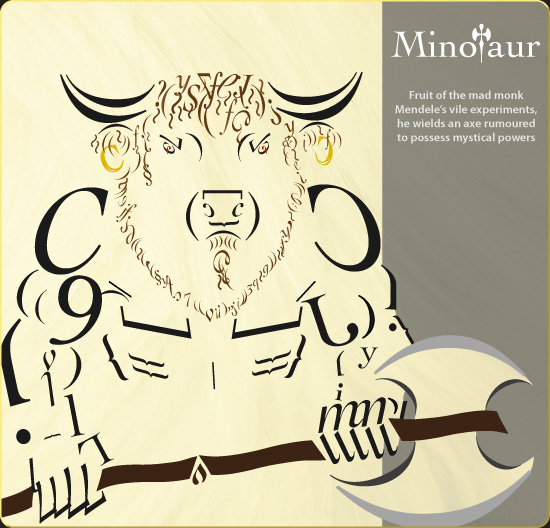 Minotaur
Fruit of the mad monk
Mendele's vile experiments,
he wields an axe rumoured
to possess mystical powers